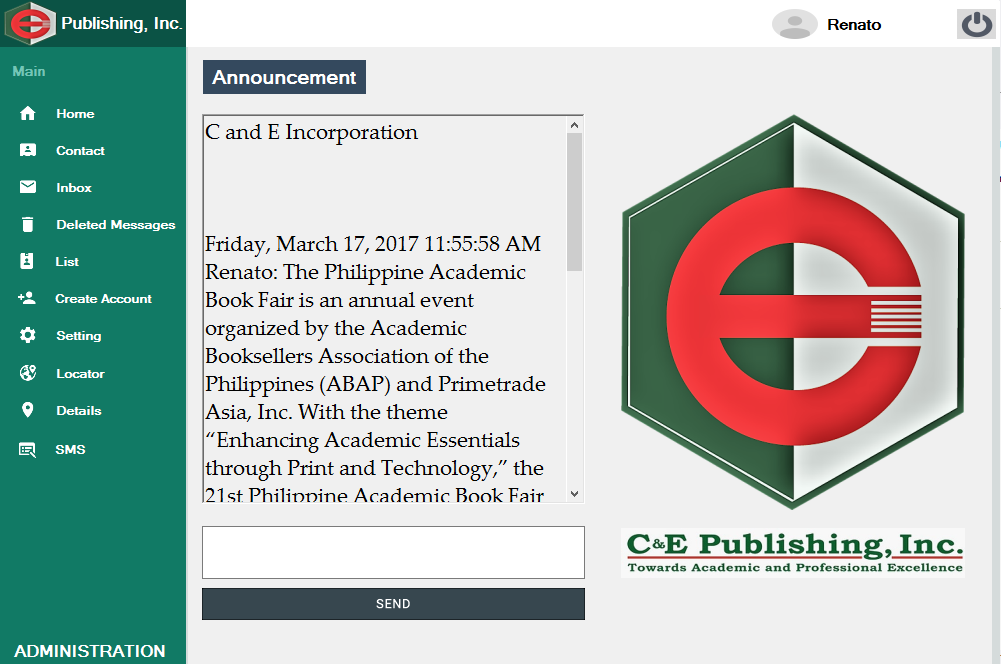 Publishing, Inc.
Renato
Main
Home
Contact
Inbox
Deleted Messages
List
Create Account
Setting
Locator
Details
SMS
ADMINISTRATION
Announcement
C and E Incorporation
Friday, March 17, 2017 11:55:58 AM
Renato: The Philippine Academic
Book Fair is an annual event
organized by the Academic
Booksellers Association of the
Philippines (ABAP) and Primetrade
Asia, Inc. With the theme
“Enhancing Academic Essentials
through Print and Technology,” the
21st Philippine Academic Book Fair
SEND
C&E Publishing, Inc.
Towards Academic and Professional Excellence